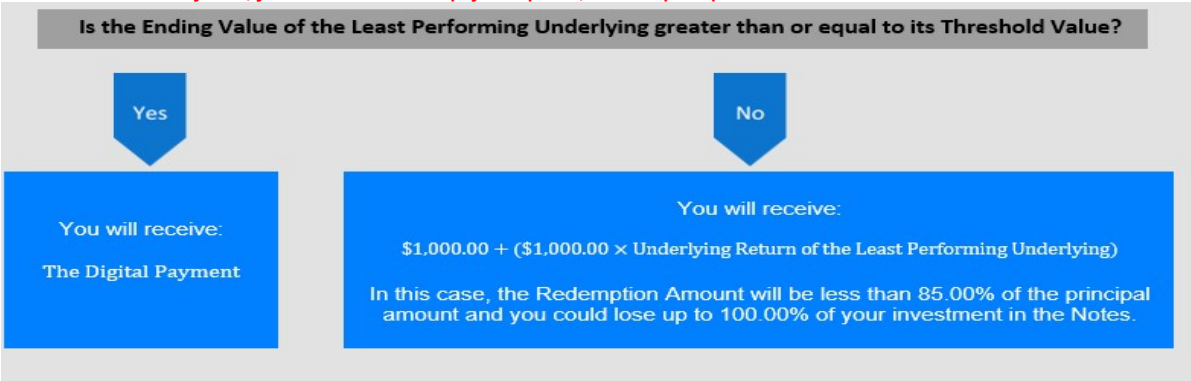 Is the Ending Value of the Least Performing Underlying greater than or equal to its Threshold Value?
Yes
No
You will receive:
The Digital Payment
You will receive:
$1,000.00 + ($1,000.00 × Underlying Return of the Least Performing Underlying)
In this case, the Redemption Amount will be less than 85.00% of the principal
amount and you could lose up to 100.00% of your investment in the Notes.